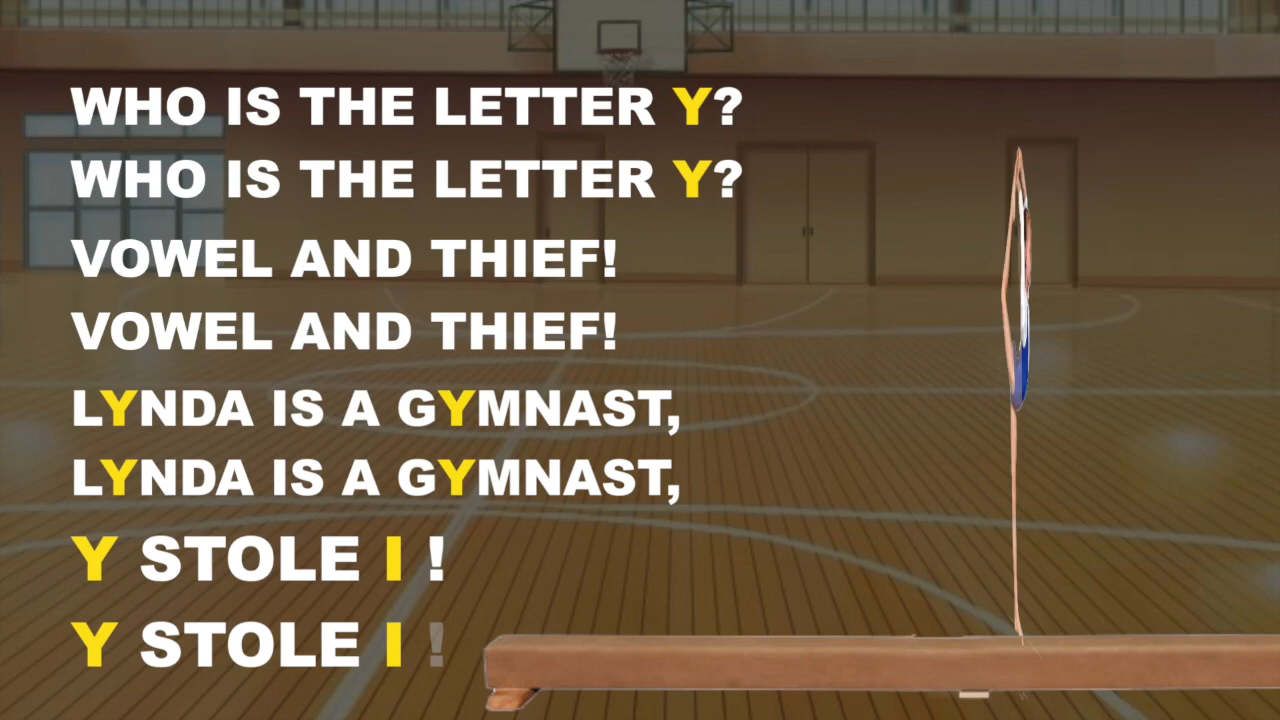 WHO IS THE LETTER Y?
WHO IS THE LETTER Y?
VOWEL AND THIEF!
VOWEL AND THIEF!
LYNDA IS A GYMNAST,
LYNDA IS A GYMNAST,
Y STOLE I !
Y STOLE I !